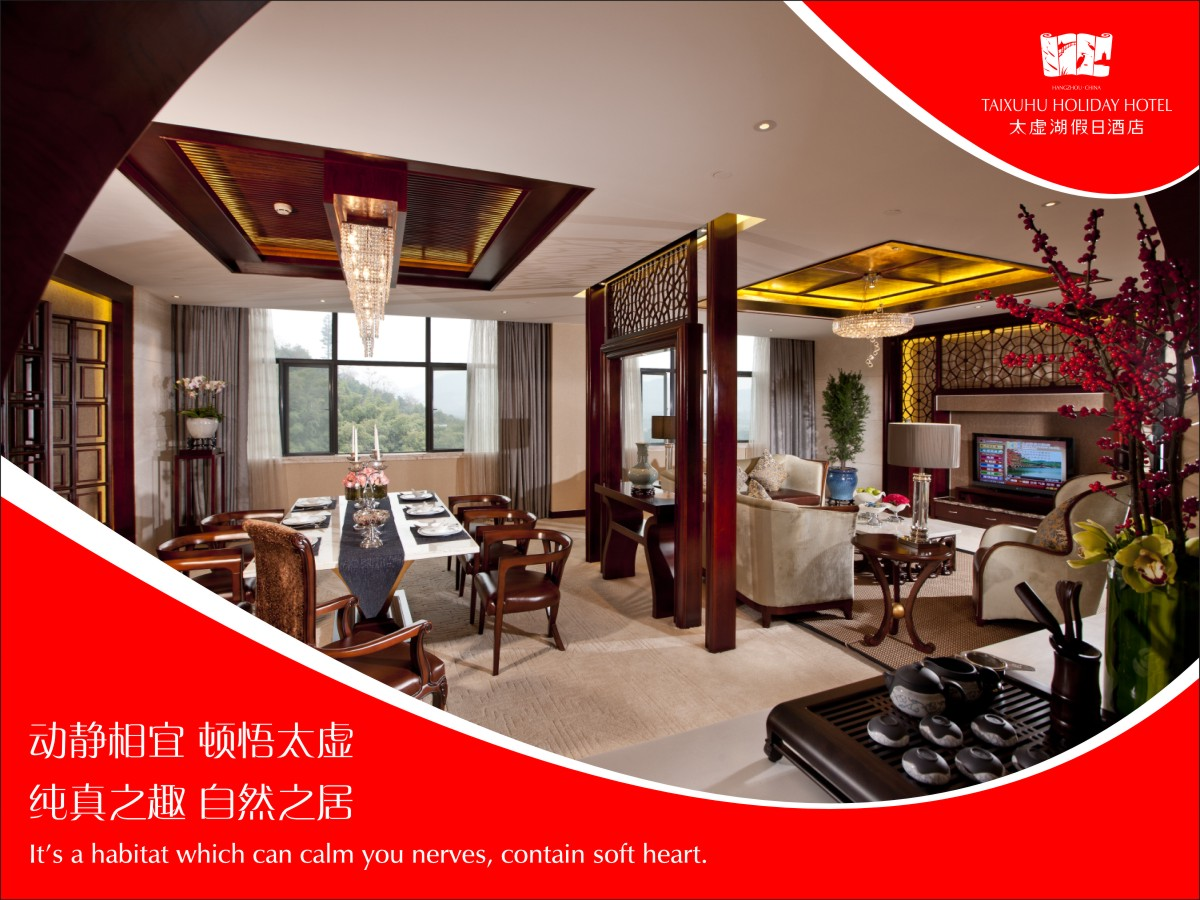 HANGZHOU·CHINA
TAIXUHU HOLIDAY HOTEL
太虚湖假日酒店
动静相宜 顿悟太虚
纯真之趣 自然之居
It's a habitat which can calm you nerves, contain soft heart.